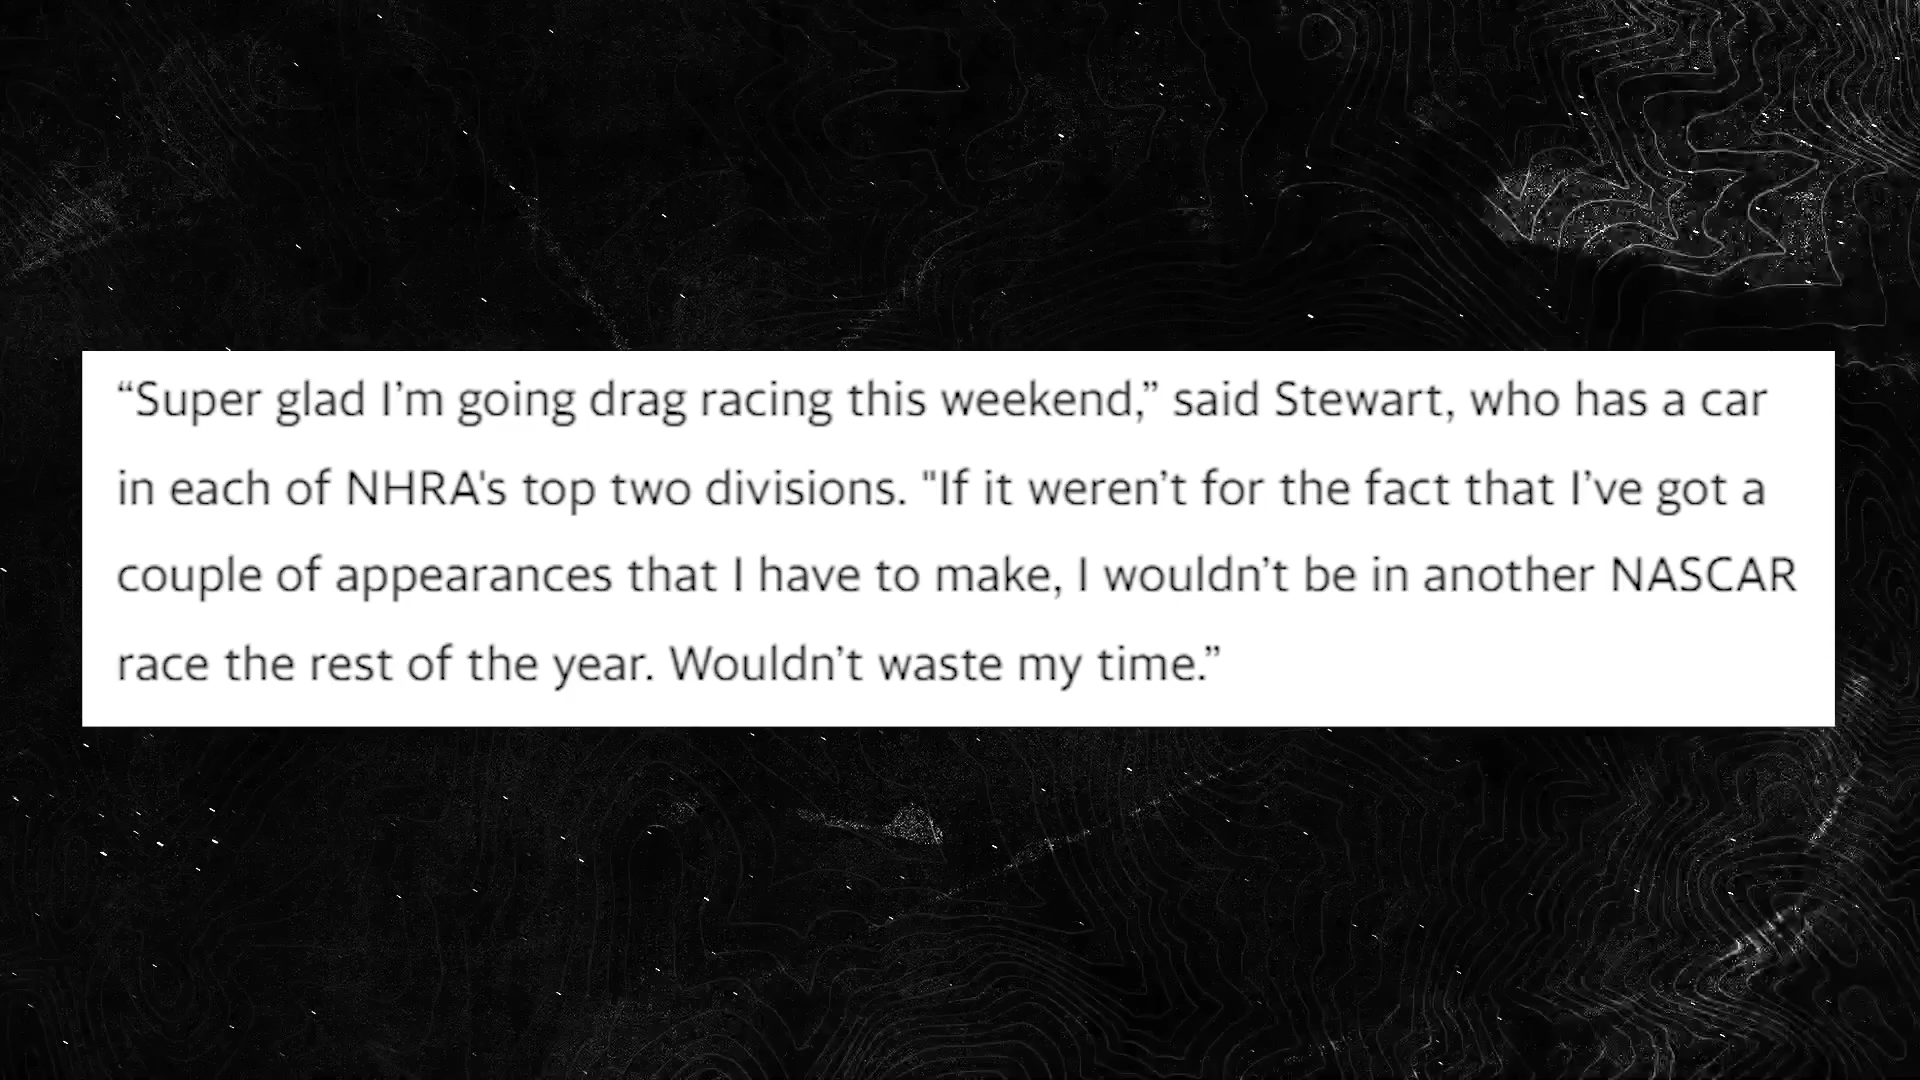 “Super glad I’m going drag racing this weekend,” said Stewart, who has a car
in each of NHRA's top two divisions. "If it weren’t for the fact that I’ve got a
couple of appearances that I have to make, I wouldn’t be in another NASCAR
race the rest of the year. Wouldn’t waste my time.”